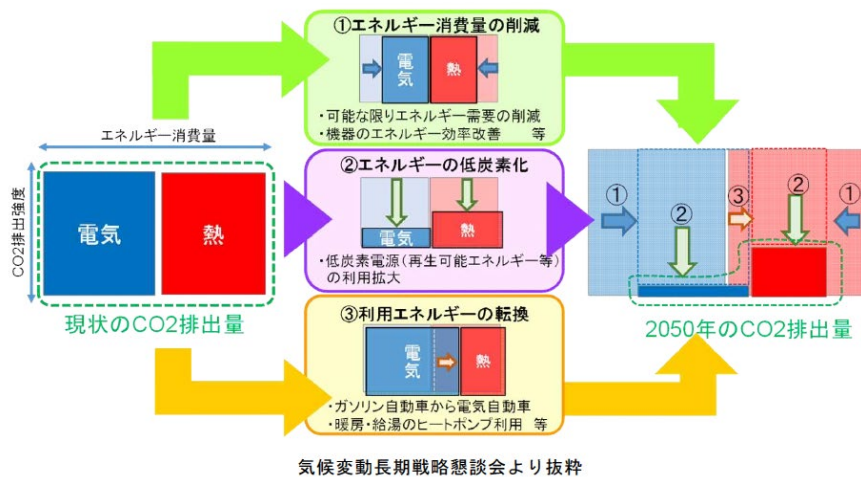 エネルギー消費量
CO2排出強度
電気
熱
現状のCO2排出量
①エネルギー消費量の削減
電気
熱
・可能な限りエネルギー需要の削減
・機器のエネルギー効率改善 等
②エネルギーの低炭素化
電気
熱
・低炭素電源(再生可能エネルギー等)
の利用拡大
③利用エネルギーの転換
電気
熱
・ガソリン自動車から電気自動車
・暖房・給湯のヒートポンプ利用 等
①
②
③
②
①
2050年のCO2排出量
気候変動長期戦略懇談会より抜粋